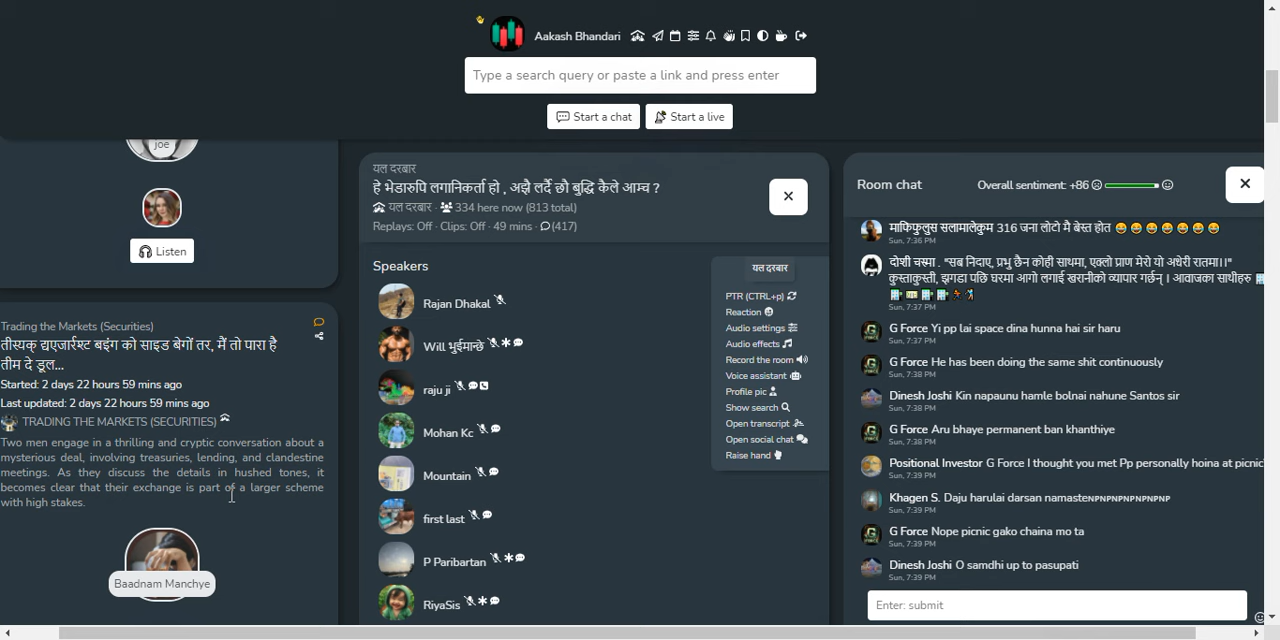 Aakash Bhandari
Type a search query or paste a link and press enter
Start a chat
Start a live
joe
Listen
Trading the Markets (Securities)
तीस्यक् द्यएजार्रस्ट बइंग को साइड बेगों तर, मैं तो पारा है
तीम दे डूल...
Started: 2 days 22 hours 59 mins ago
Last updated: 2 days 22 hours 59 mins ago
TRADING THE MARKETS (SECURITIES)
Two men engage in a thrilling and cryptic conversation about a
mysterious deal, involving treasuries, lending, and clandestine
meetings. As they discuss the details in hushed tones, it
becomes clear that their exchange is part of a larger scheme
with high stakes.
Baadnam Manchye
यल दरबार
हे भेडारुपि लगानिकर्ता हो , अझै लर्दै छौ बुद्धि कैले आम्च ?
यल दरबार - 334 here now (813 total)
Replays: Off · Clips: Off · 49 mins · (417)
Speakers
Rajan Dhakal
Will भुईमान्छे
raju ji
Mohan Kc
Mountain
first last
P Paribartan
RiyaSis
यल दरबार
PTR (CTRL+p)
Reaction
Audio settings
Audio effects
Record the room
Voice assistant
Profile pic
Show search
Open transcript
Open social chat
Raise hand
Room chat
Overall sentiment: +86
माफिफुलुस सलामालेकुम 316 जना लोटो मै बेस्त होत
Sun, 7:36 PM
दोषी चस्मा . "सब निदाए, प्रभु छैन कोही साथमा, एक्लो प्राण मेरो यो अधेरी रातमा।।"
कुस्ताकुस्ती, झगडा पछि घरमा आगो लगाई खरानीको व्यापार गर्छन् । आवाजका साथीहरु
Sun, 7:37 PM
G Force Yi pp lai space dina hunna hai sir haru
Sun, 7:37 PM
G Force He has been doing the same shit continuously
Sun, 7:38 PM
Dinesh Joshi Kin napaunu hamle bolnai nahune Santos sir
Sun, 7:38 PM
G Force Aru bhaye permanent ban khanthiye
Sun, 7:38 PM
Positional Investor G Force I thought you met Pp personally hoina at picnic
Sun, 7:39 PM
Khagen S. Daju harulai darsan namasteNPNPNPNPNPNPNP
Sun, 7:39 PM
G Force Nope picnic gako chaina mo ta
Sun, 7:39 PM
Dinesh Joshi O samdhi up to pasupati
Sun, 7:39 PM
Enter: submit